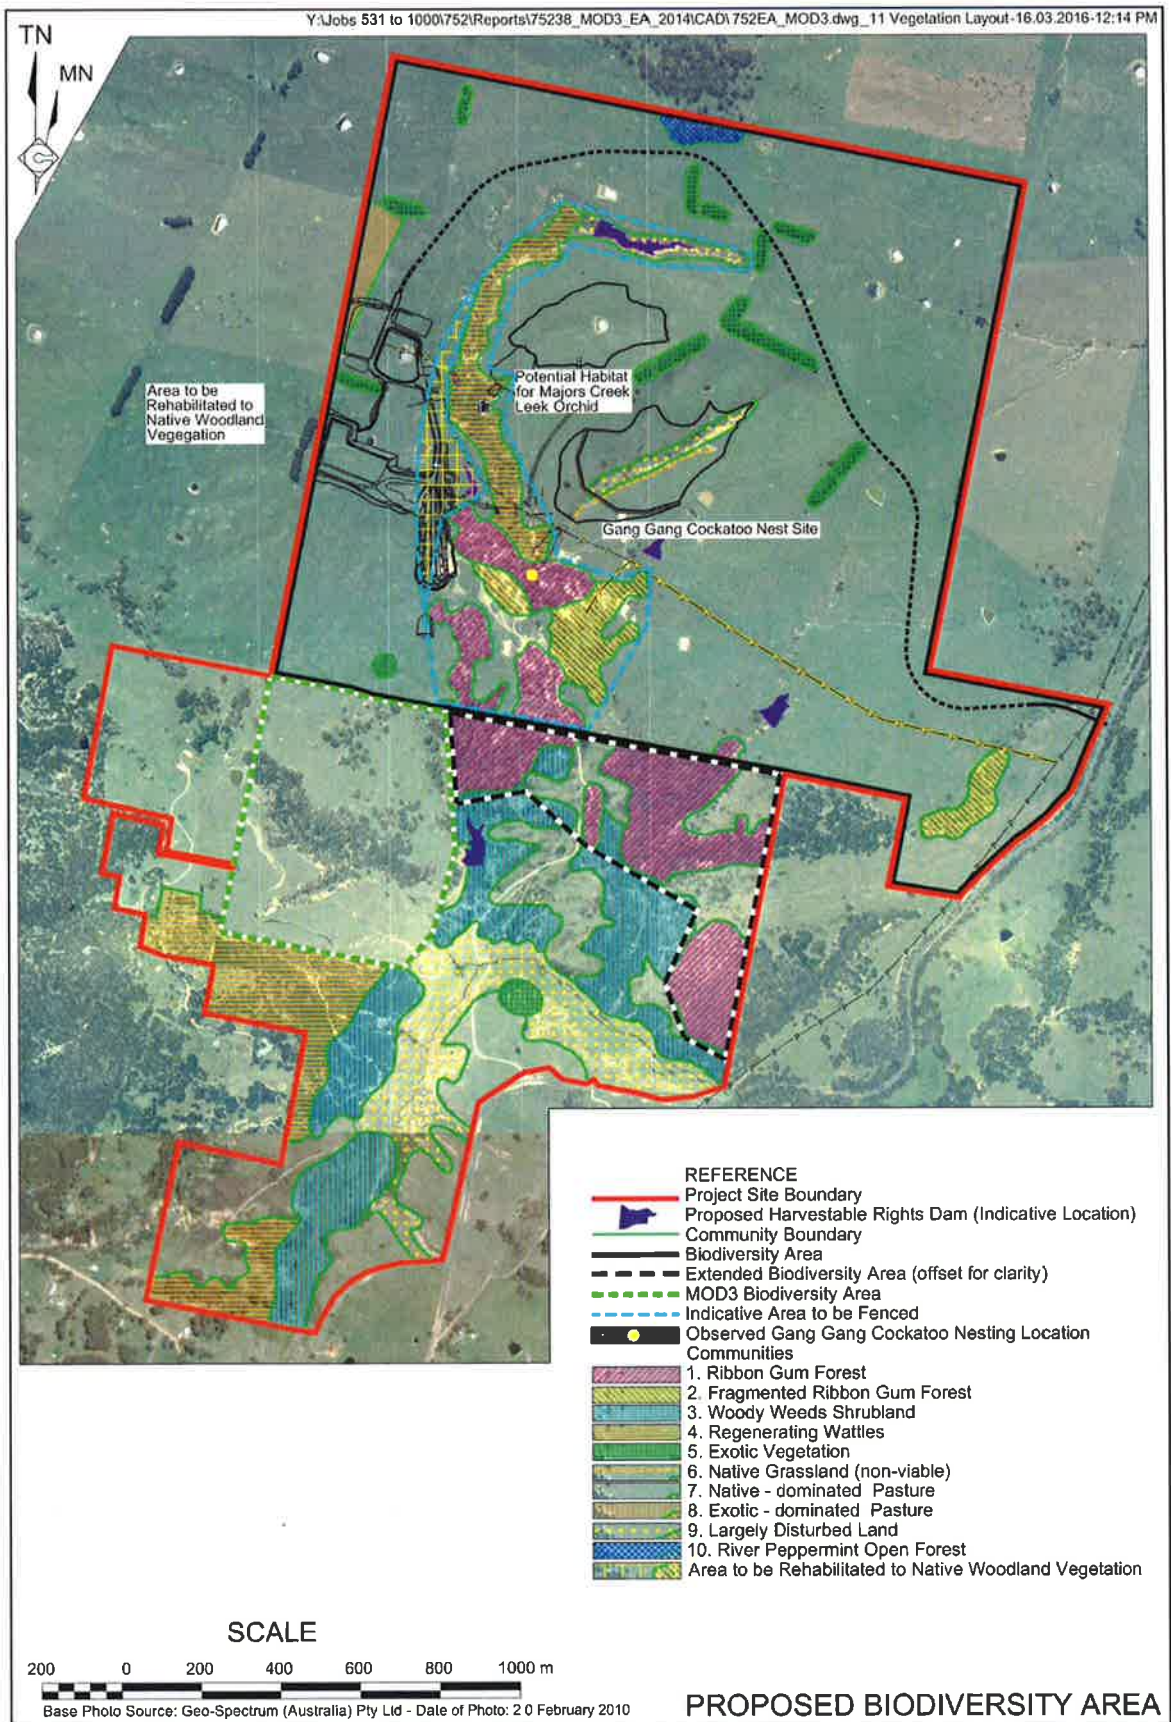 Y:\Jobs 531 to 1000\752\Reports\75238_MOD3_EA_2014\CAD\752EA_MOD3.dwg_11 Vegetation Layout-16.03.2016-12:14 PM
TN
MN
Area to be
Rehabilitated to
Native Woodland
Vegegation
Potential Habitat
for Majors Creek
Leek Orchid
Gang Gang Cockatoo Nest Site
REFERENCE
Project Site Boundary
Proposed Harvestable Rights Dam (Indicative Location)
Community Boundary
Biodiversity Area
Extended Biodiversity Area (offset for clarity)
MOD3 Biodiversity Area
Indicative Area to be Fenced
Observed Gang Gang Cockatoo Nesting Location
Communities
1. Ribbon Gum Forest
2. Fragmented Ribbon Gum Forest
3. Woody Weeds Shrubland
4. Regenerating Wattles
5. Exotic Vegetation
6. Native Grassland (non-viable)
7. Native - dominated Pasture
8. Exotic - dominated Pasture
9. Largely Disturbed Land
10. River Peppermint Open Forest
Area to be Rehabilitated to Native Woodland Vegetation
SCALE
200 0 200 400 600 800 1000 m
Base Photo Source: Geo-Spectrum (Australia) Pty Ltd - Date of Photo: 2 0 February 2010
PROPOSED BIODIVERSITY AREA